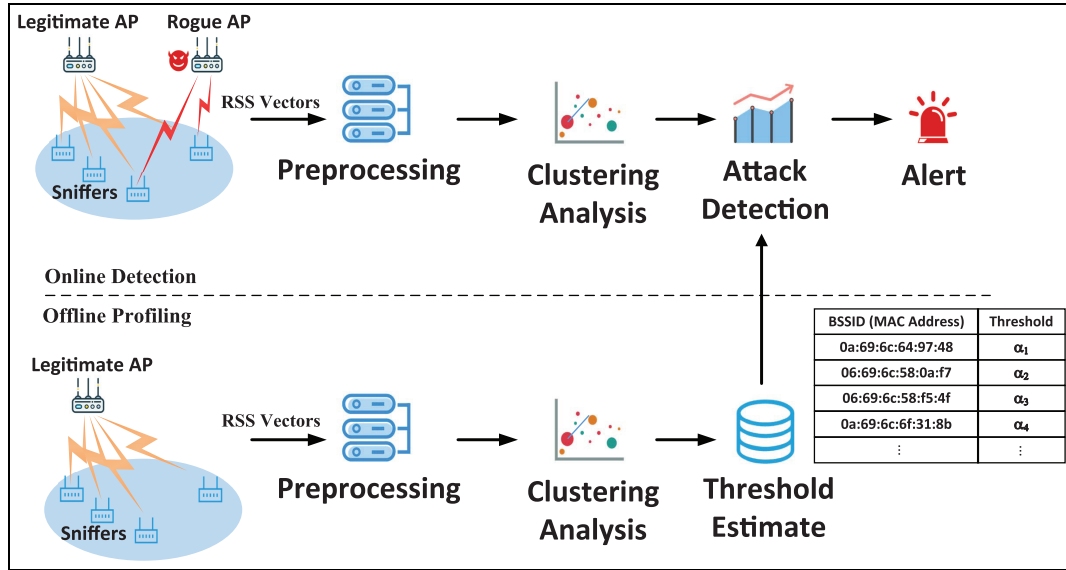 Legitimate AP
Rogue AP
RSS Vectors
Sniffers
Preprocessing
Clustering
Analysis
Attack
Detection
Alert
Online Detection
Offline Profiling
Legitimate AP
RSS Vectors
Sniffers
Preprocessing
Clustering
Analysis
Threshold
Estimate
BSSID (MAC Address) Threshold
0a:69:6c:64:97:48 α1
06:69:6c:58:0a:f7 α2
06:69:6c:58:f5:4f α3
0a:69:6c:6f:31:8b α4
⋮ ⋮